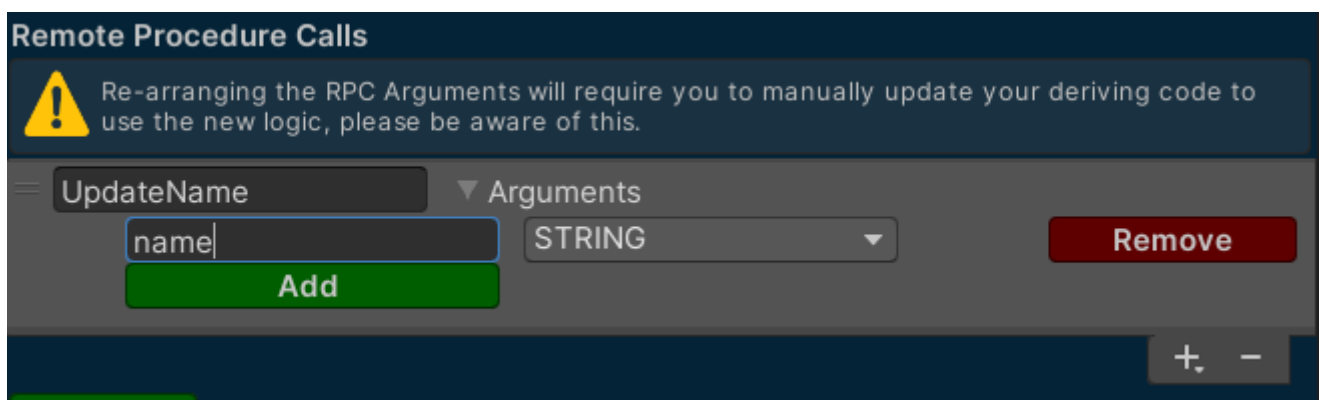 Remote Procedure Calls
Re-arranging the RPC Arguments will require you to manually update your deriving code to
use the new logic, please be aware of this.
UpdateName Arguments
name STRING Remove
Add